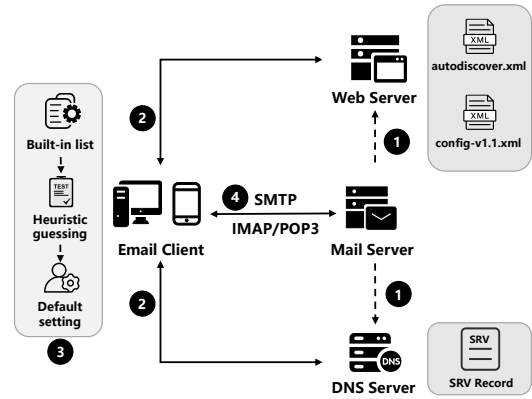 XML
autodiscover.xml
XML
config-v1.1.xml
Web Server
2
1
Built-in list
TEST
Heuristic
guessing
Default
setting
3
Email Client
4 SMTP
IMAP/POP3
Mail Server
2
1
DNS
DNS Server
SRV
SRV Record